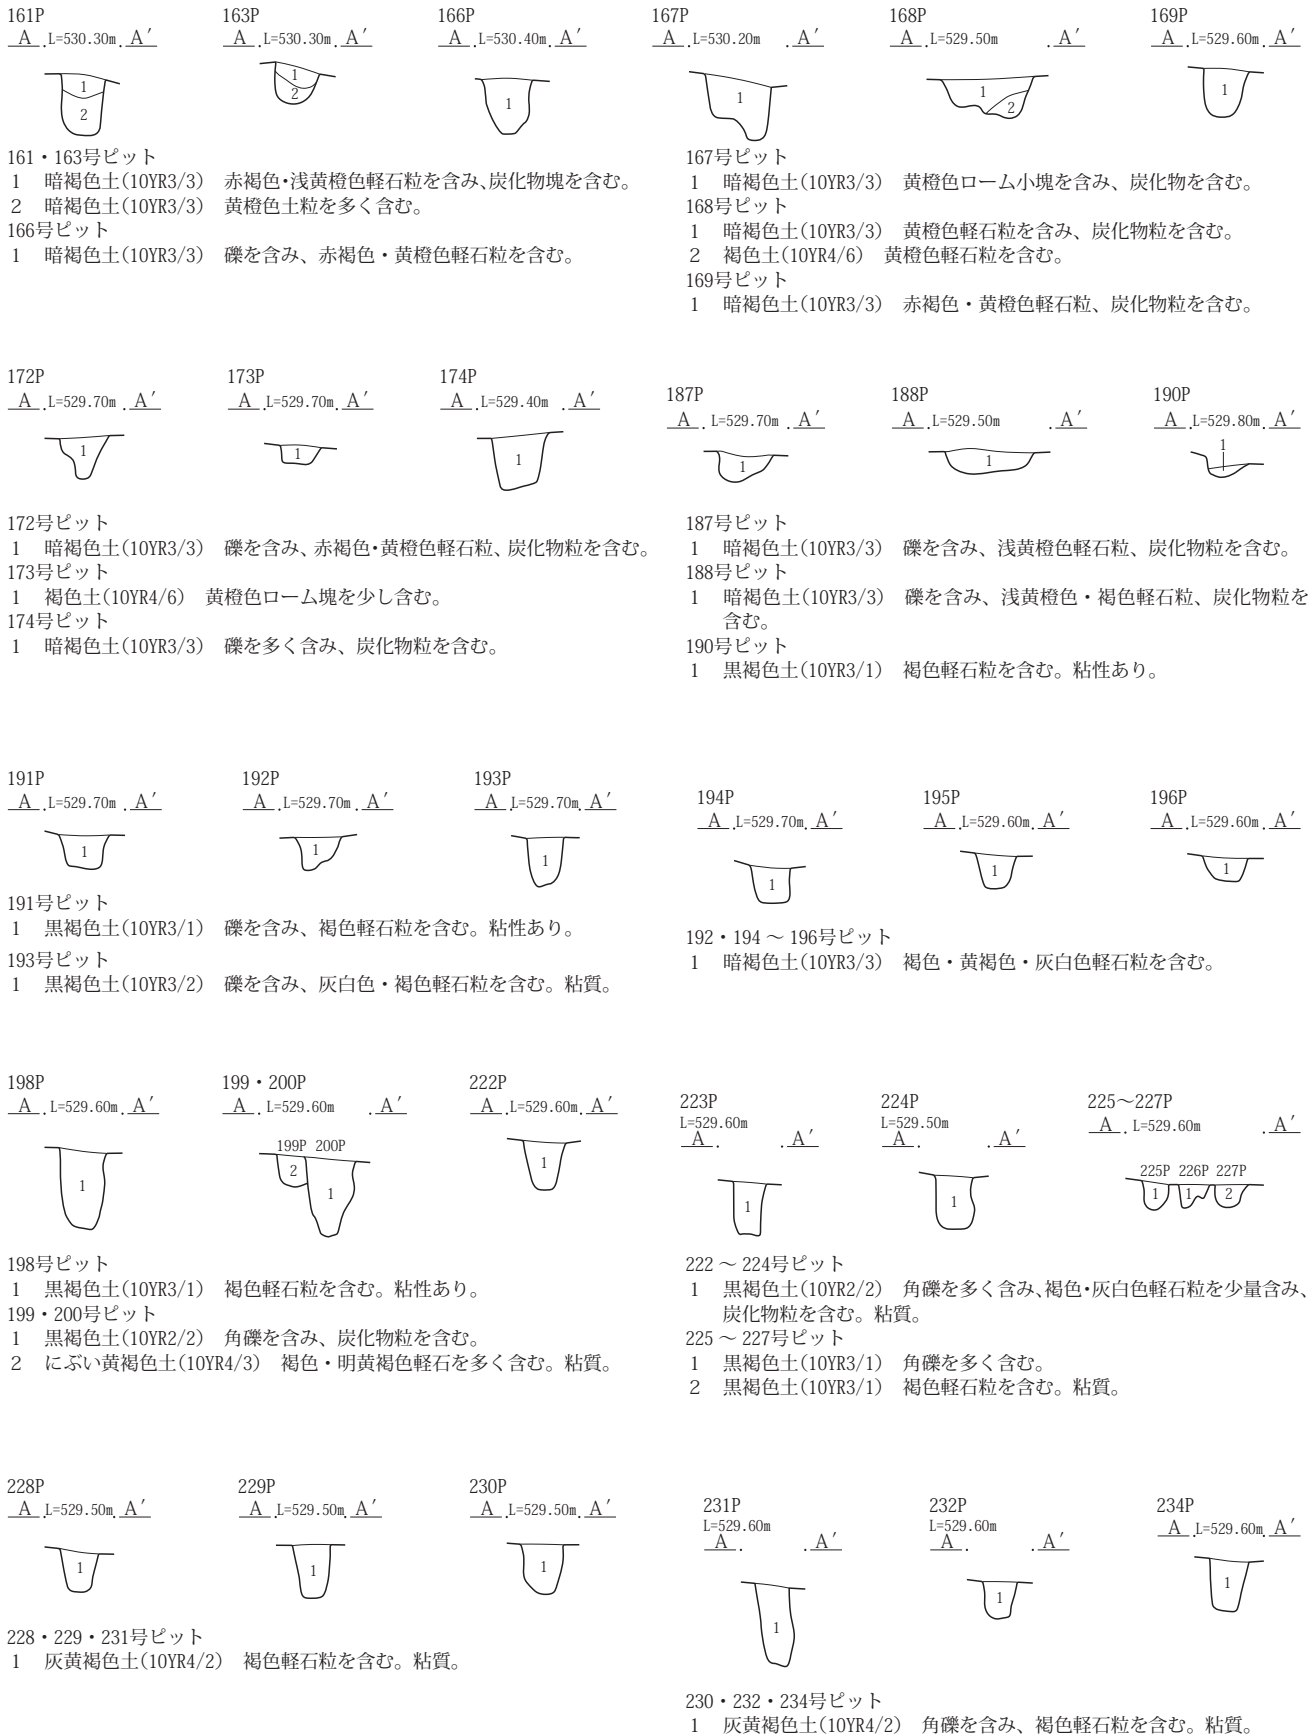 161P
A L=530.30m A′
1
2
163P
A L=530.30m A′
1
2
166P
A L=530.40m A′
1
161・163号ピット
1 暗褐色土(10YR3/3) 赤褐色・浅黄橙色軽石粒を含み、炭化物塊を含む。
2 暗褐色土(10YR3/3) 黄橙色土粒を多く含む。
166号ピット
1 暗褐色土(10YR3/3) 礫を含み、赤褐色・黄橙色軽石粒を含む。
167P
A L=530.20m A′
1
168P
A L=529.50m A′
1
2
169P
A L=529.60m A′
1
167号ピット
1 暗褐色土(10YR3/3) 黄橙色ローム小塊を含み、炭化物を含む。
168号ピット
1 暗褐色土(10YR3/3) 黄橙色軽石粒を含み、炭化物粒を含む。
2 褐色土(10YR4/6) 黄橙色軽石粒を含む。
169号ピット
1 暗褐色土(10YR3/3) 赤褐色・黄橙色軽石粒、炭化物粒を含む。
172P
A L=529.70m A′
1
173P
A L=529.70m A′
1
174P
A L=529.40m A′
1
172号ピット
1 暗褐色土(10YR3/3) 礫を含み、赤褐色・黄橙色軽石粒、炭化物粒を含む。
173号ピット
1 褐色土(10YR4/6) 黄橙色ローム塊を少し含む。
174号ピット
1 暗褐色土(10YR3/3) 礫を多く含み、炭化物粒を含む。
187P
A L=529.70m A′
1
188P
A L=529.50m A′
1
190P
A L=529.80m A′
1
187号ピット
1 暗褐色土(10YR3/3) 礫を含み、浅黄橙色軽石粒、炭化物粒を含む。
188号ピット
1 暗褐色土(10YR3/3) 礫を含み、浅黄橙色・褐色軽石粒、炭化物粒を
含む。
190号ピット
1 黒褐色土(10YR3/1) 褐色軽石粒を含む。粘性あり。
191P
A L=529.70m A′
1
192P
A L=529.70m A′
1
193P
A L=529.70m A′
1
191号ピット
1 黒褐色土(10YR3/1) 礫を含み、褐色軽石粒を含む。粘性あり。
193号ピット
1 黒褐色土(10YR3/2) 礫を含み、灰白色・褐色軽石粒を含む。粘質。
194P
A L=529.70m A′
1
195P
A L=529.60m A′
1
196P
A L=529.60m A′
1
192・194～196号ピット
1 暗褐色土(10YR3/3) 褐色・黄褐色・灰白色軽石粒を含む。
198P
A L=529.60m A′
1
199・200P
A L=529.60m A′
199P 200P
2
1
222P
A L=529.60m A′
1
198号ピット
1 黒褐色土(10YR3/1) 褐色軽石粒を含む。粘性あり。
199・200号ピット
1 黒褐色土(10YR2/2) 角礫を含み、炭化物粒を含む。
2 にぶい黄褐色土(10YR4/3) 褐色・明黄褐色軽石を多く含む。粘質。
223P
L=529.60m
A A′
1
224P
L=529.50m
A A′
1
225～227P
A L=529.60m A′
225P 226P 227P
1 1 2
222～224号ピット
1 黒褐色土(10YR2/2) 角礫を多く含み、褐色・灰白色軽石粒を少量含み、
炭化物粒を含む。粘質。
225～227号ピット
1 黒褐色土(10YR3/1) 角礫を多く含む。
2 黒褐色土(10YR3/1) 褐色軽石粒を含む。粘質。
228P
A L=529.50m A′
1
229P
A L=529.50m A′
1
230P
A L=529.50m A′
1
228・229・231号ピット
1 灰黄褐色土(10YR4/2) 褐色軽石粒を含む。粘質。
231P
L=529.60m
A A′
1
232P
L=529.60m
A A′
1
234P
A L=529.60m A′
1
230・232・234号ピット
1 灰黄褐色土(10YR4/2) 角礫を含み、褐色軽石粒を含む。粘質。